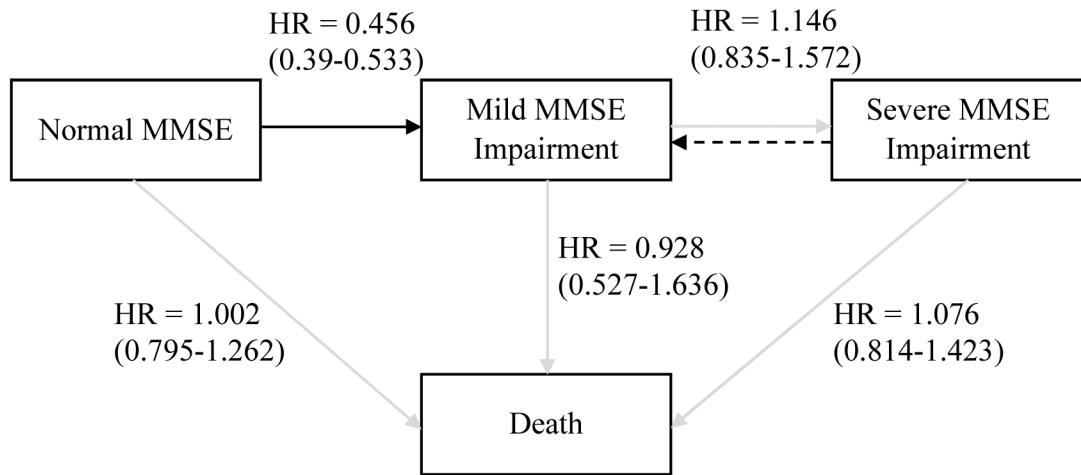 HR = 0.456
(0.39-0.533)
HR = 1.146
(0.835-1.572)
Normal MMSE
Mild MMSE
Impairment
Severe MMSE
Impairment
HR = 1.002
(0.795-1.262)
HR = 0.928
(0.527-1.636)
HR = 1.076
(0.814-1.423)
Death